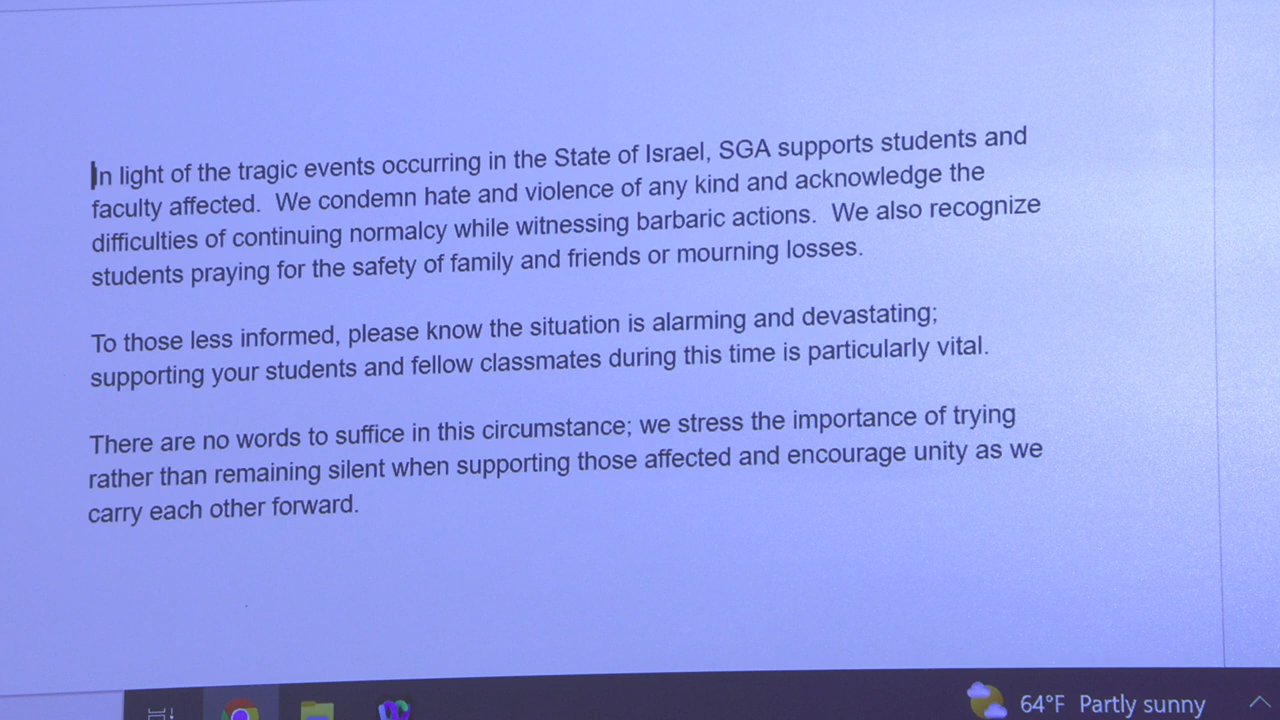 In light of the tragic events occurring in the State of Israel, SGA supports students and
faculty affected.  We condemn hate and violence of any kind and acknowledge the
difficulties of continuing normalcy while witnessing barbaric actions.  We also recognize
students praying for the safety of family and friends or mourning losses.
To those less informed, please know the situation is alarming and devastating;
supporting your students and fellow classmates during this time is particularly vital.
There are no words to suffice in this circumstance; we stress the importance of trying
rather than remaining silent when supporting those affected and encourage unity as we
carry each other forward.
64°F Partly sunny